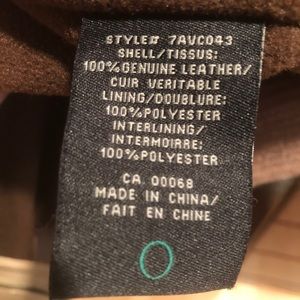 STYLE# 7AVC043
SHELL/TISSUS:
100%GENUINE LEATHER/
CUIR VERITABLE
LINING/DOUBLURE:
100%POLYESTER
INTERLINING/
INTERMOIRRE:
100%POLYESTER
CA 00068
MADE IN CHINA/
FAIT EN CHINE